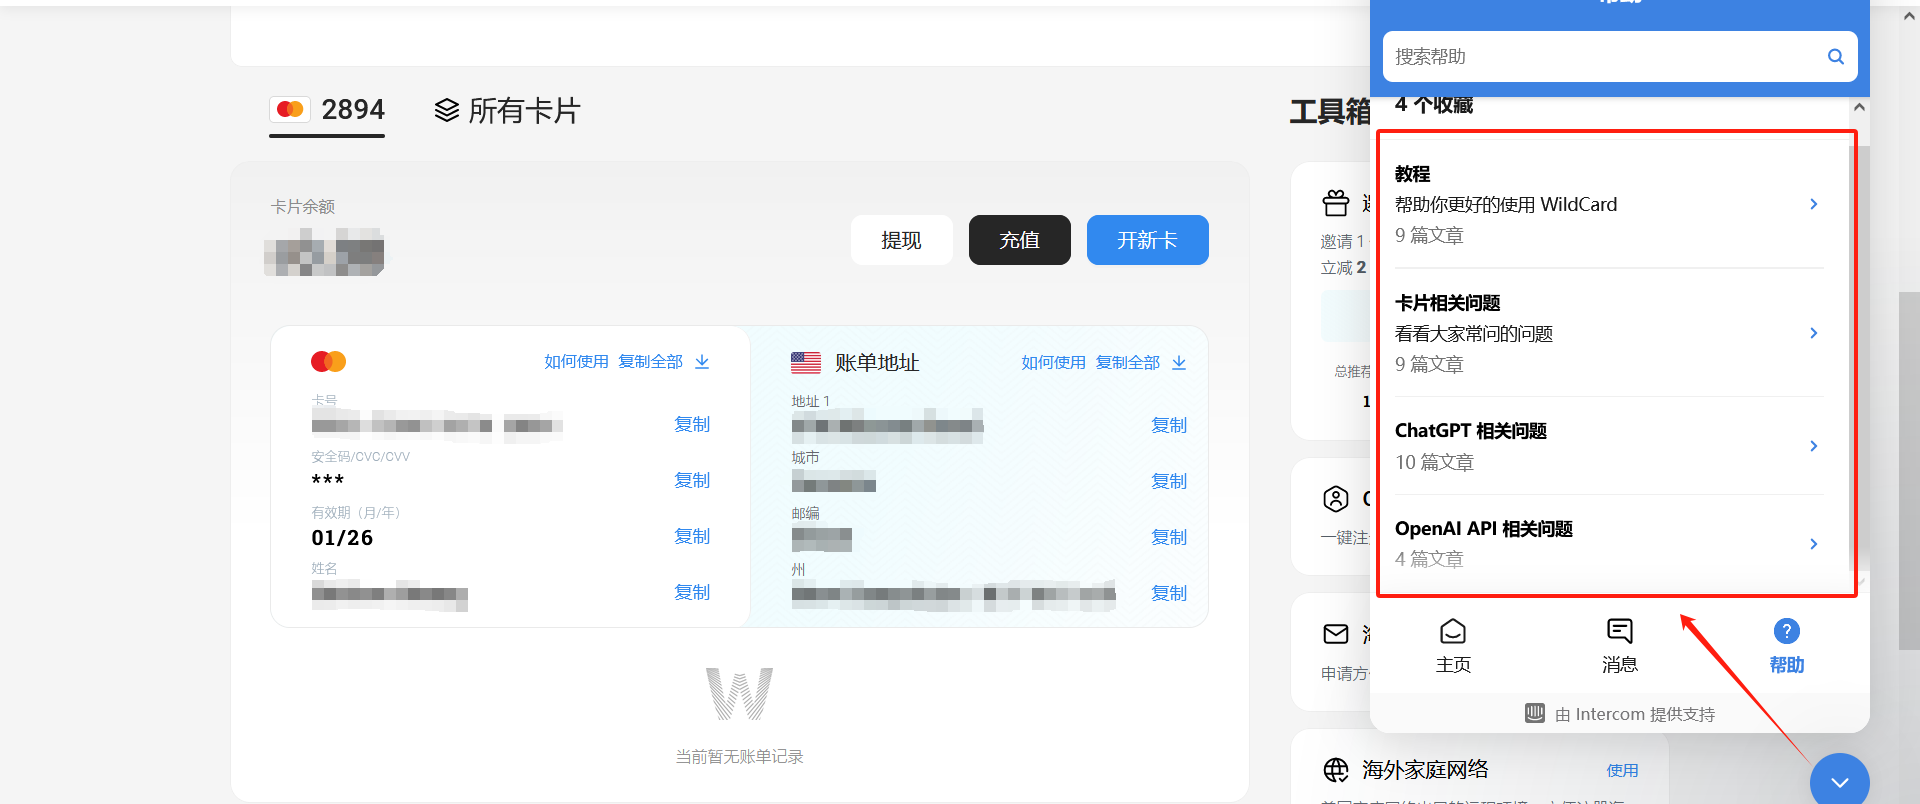 2894
所有卡片
卡片余额
提现
充值
开新卡
如何使用 复制全部
卡号
复制
安全码/CVC/CVV
***
复制
有效期（月/年）
01/26
复制
姓名
复制
账单地址
如何使用 复制全部
地址 1
复制
城市
复制
邮编
复制
州
复制
当前暂无账单记录
工具箱
邀请 1
立减 2
总推荐
1
一键注
申请方
海外家庭网络
使用
搜索帮助
4 个收藏
教程
帮助你更好的使用 WildCard
9 篇文章
卡片相关问题
看看大家常问的问题
9 篇文章
ChatGPT 相关问题
10 篇文章
OpenAI API 相关问题
4 篇文章
主页
消息
帮助
由 Intercom 提供支持